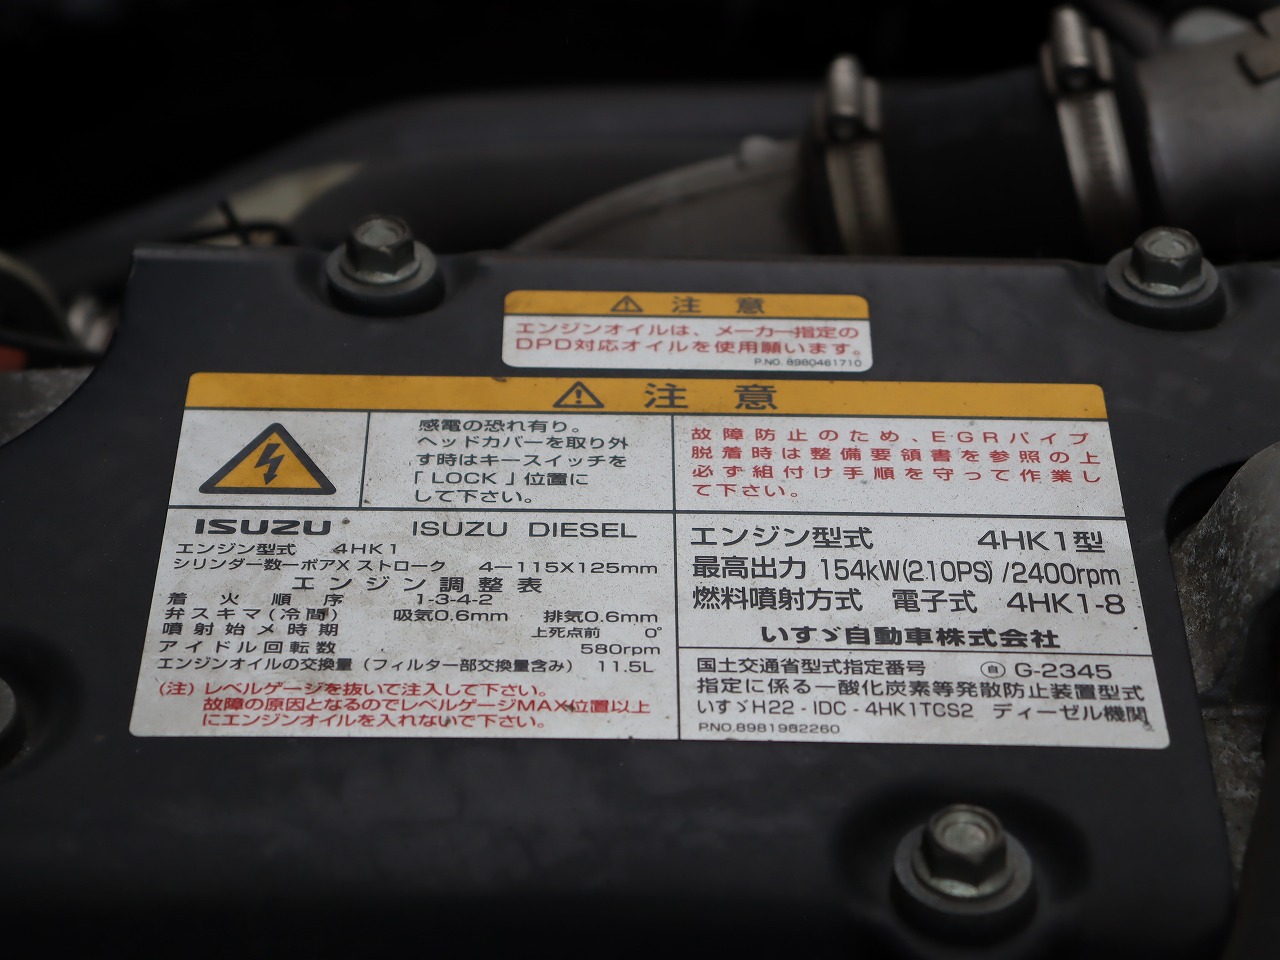 ⚠ 注意
エンジンオイルは、メーカー指定の
DPD対応オイルを使用願います。
P.NO. 8980461710
⚠ 注意
感電の恐れ有り。
ヘッドカバーを取り外
す時はキースイッチを
「LOCK」位置に
して下さい。
故障防止のため、EGRパイプ
脱着時は整備要領書を参照の上
必ず組付け手順を守って作業し
て下さい。
ISUZU ISUZU DIESEL
エンジン型式 4HK1
シリンダー数ーボアX ストローク 4ー115X125mm
エンジン調整表
着火順序 1-3-4-2
弁スキマ(冷間) 吸気0.6mm 排気0.6mm
噴射始メ時期 上死点前 0°
アイドル回転数 580rpm
エンジンオイルの交換量(フィルター部交換量含み) 11.5L
(注)レベルゲージを抜いて注入して下さい。
故障の原因となるのでレベルゲージMAX位置以上
にエンジンオイルを入れないで下さい。
エンジン型式 4HK1型
最高出力 154kW(210PS)/2400rpm
燃料噴射方式 電子式 4HK1-8
いすゞ自動車株式会社
国土交通省型式指定番号 ㊀自 G-2345
指定に係る一酸化炭素等発散防止装置型式
いすゞH22-IDC-4HK1TCS2 ディーゼル機関
P.NO.8981982260